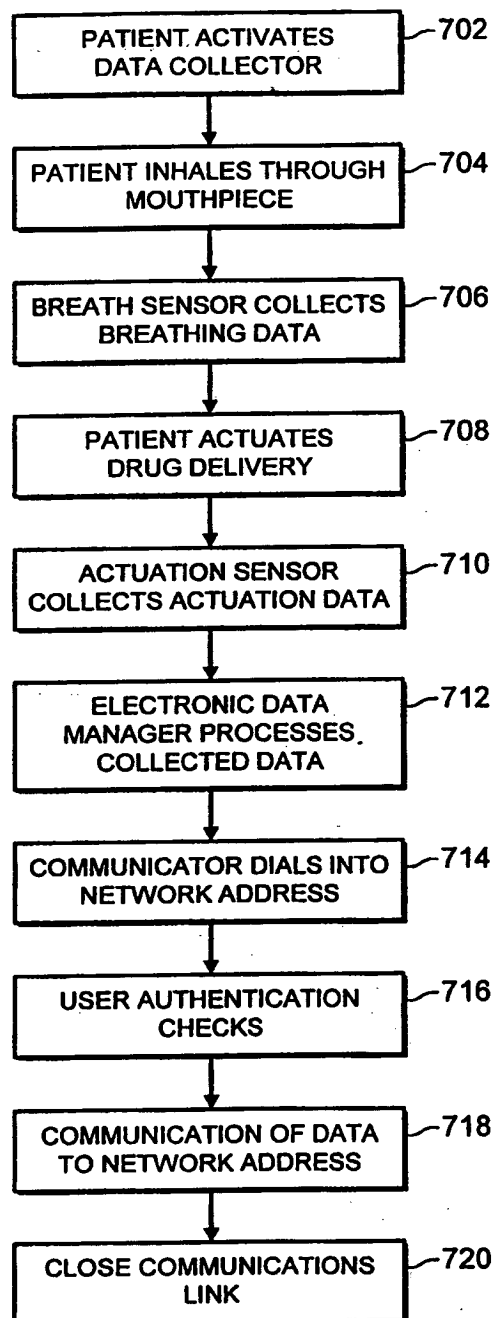 PATIENT ACTIVATES
DATA COLLECTOR
702
PATIENT INHALES THROUGH
MOUTHPIECE
704
BREATH SENSOR COLLECTS
BREATHING DATA
706
PATIENT ACTUATES
DRUG DELIVERY
708
ACTUATION SENSOR
COLLECTS ACTUATION DATA
710
ELECTRONIC DATA
MANAGER PROCESSES
COLLECTED DATA
712
COMMUNICATOR DIALS INTO
NETWORK ADDRESS
714
USER AUTHENTICATION
CHECKS
716
COMMUNICATION OF DATA
TO NETWORK ADDRESS
718
CLOSE COMMUNICATIONS
LINK
720